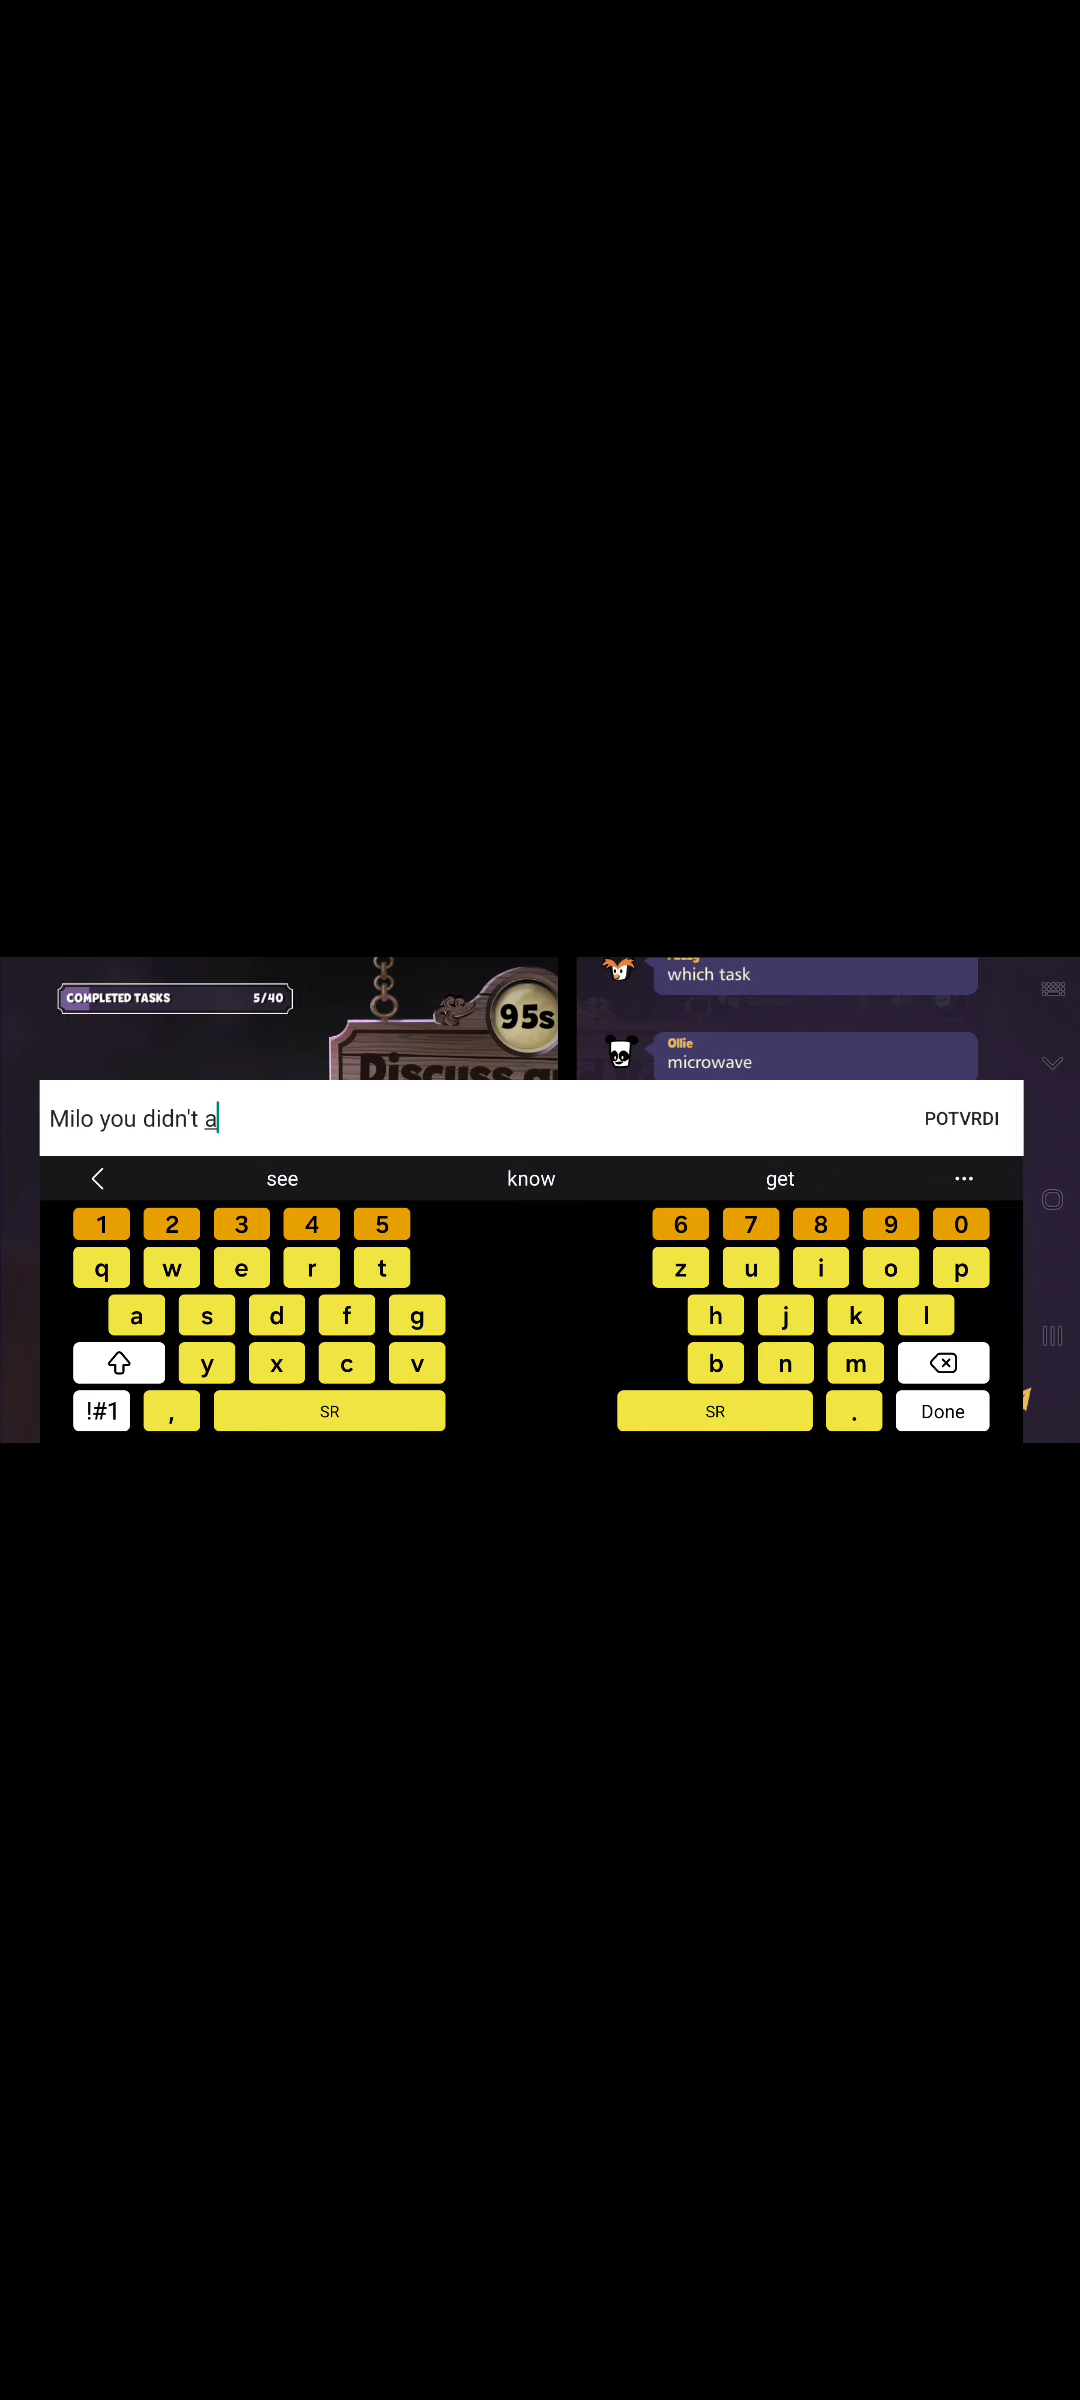 COMPLETED TASKS 5/40
95s
Discuss
which task
Ollie
microwave
Milo you didn't a
POTVRDI
see know get
1 2 3 4 5 6 7 8 9 0
q w e r t z u i o p
a s d f g h j k l
y x c v b n m
!#1 , SR SR . Done